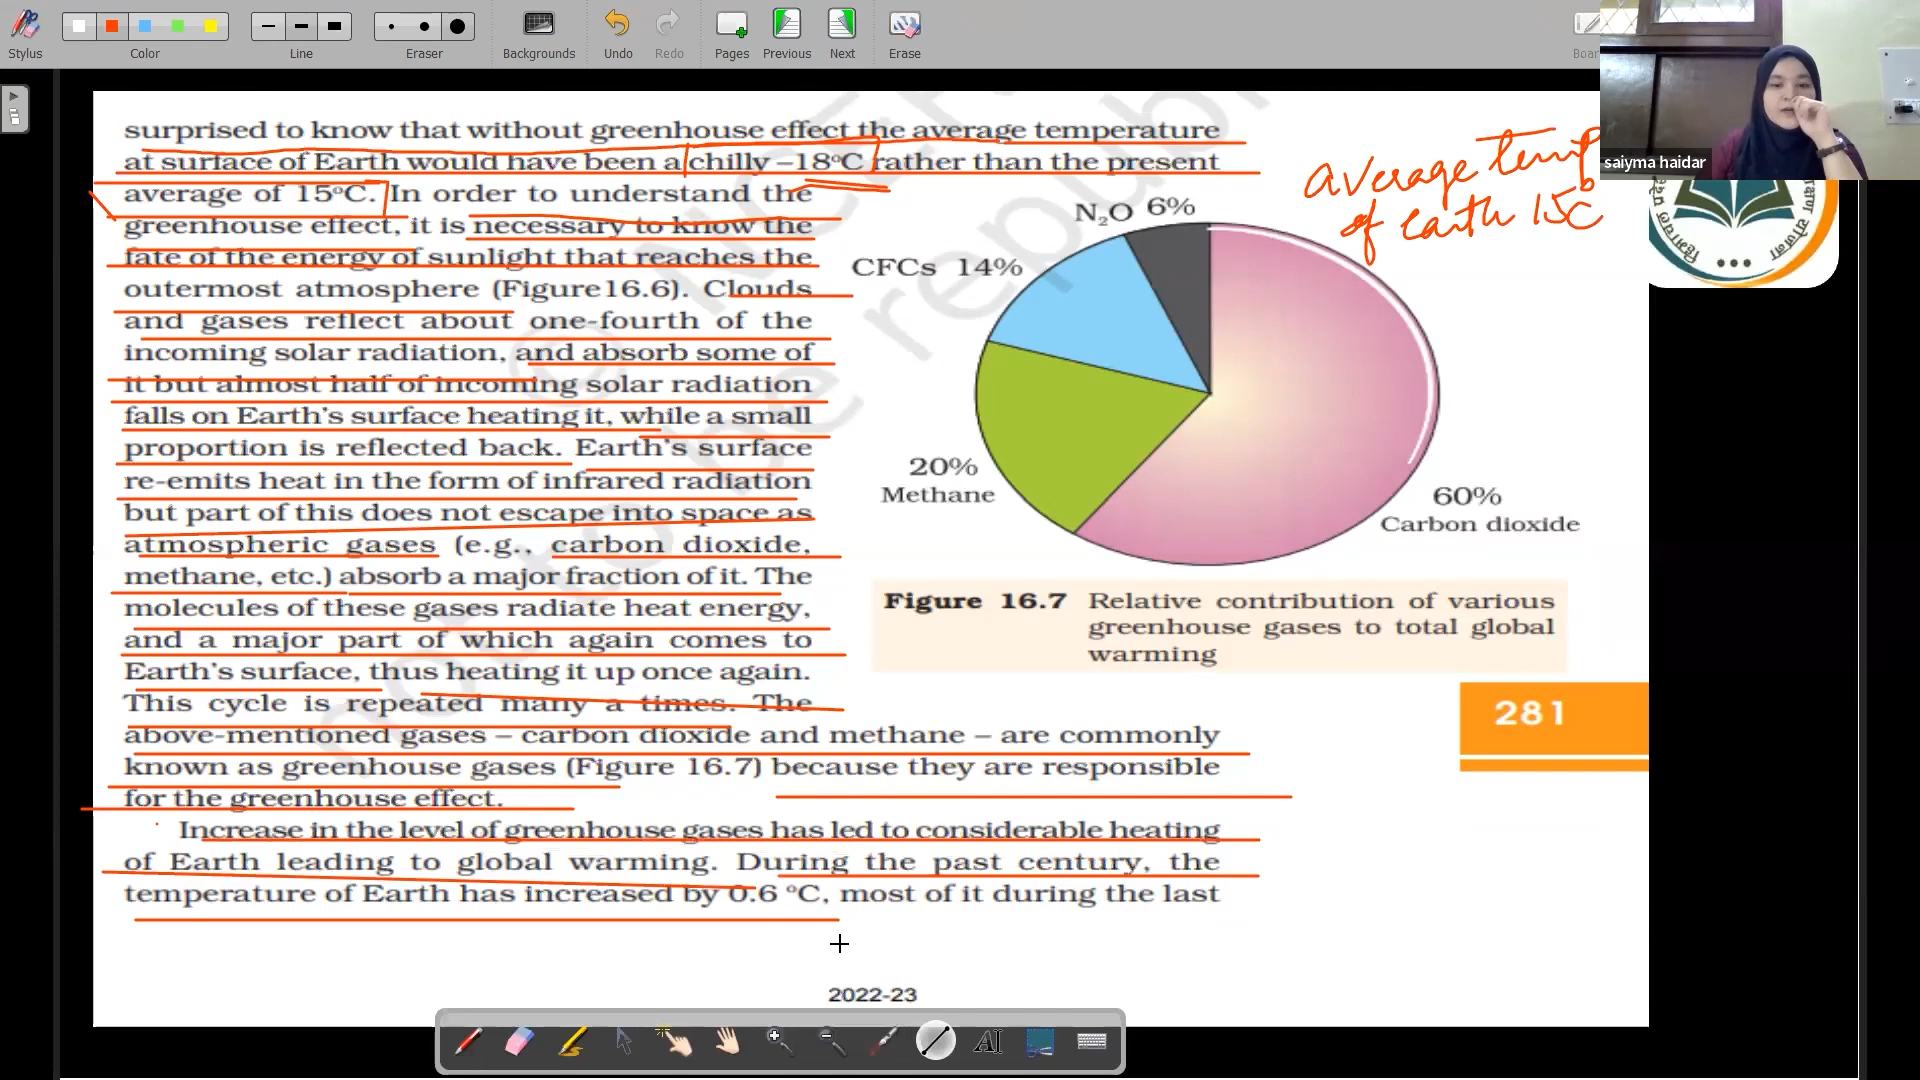 Stylus
Color
Line
Eraser
Backgrounds
Undo
Redo
Pages
Previous
Next
Erase
saiyma haidar
surprised to know that without greenhouse effect the average temperature
at surface of Earth would have been a chilly –18°C rather than the present
average of 15°C. In order to understand the
greenhouse effect, it is necessary to know the
fate of the energy of sunlight that reaches the
outermost atmosphere (Figure16.6). Clouds
and gases reflect about one-fourth of the
incoming solar radiation, and absorb some of
it but almost half of incoming solar radiation
falls on Earth's surface heating it, while a small
proportion is reflected back. Earth's surface
re-emits heat in the form of infrared radiation
but part of this does not escape into space as
atmospheric gases (e.g., carbon dioxide,
methane, etc.) absorb a major fraction of it. The
molecules of these gases radiate heat energy,
and a major part of which again comes to
Earth's surface, thus heating it up once again.
This cycle is repeated many a times. The
above-mentioned gases – carbon dioxide and methane – are commonly
known as greenhouse gases (Figure 16.7) because they are responsible
for the greenhouse effect.
Increase in the level of greenhouse gases has led to considerable heating
of Earth leading to global warming. During the past century, the
temperature of Earth has increased by 0.6 °C, most of it during the last
average temp
of earth 15°C
N₂O 6%
CFCs 14%
20%
Methane
60%
Carbon dioxide
Figure 16.7 Relative contribution of various
greenhouse gases to total global
warming
281
2022-23
not to be republi